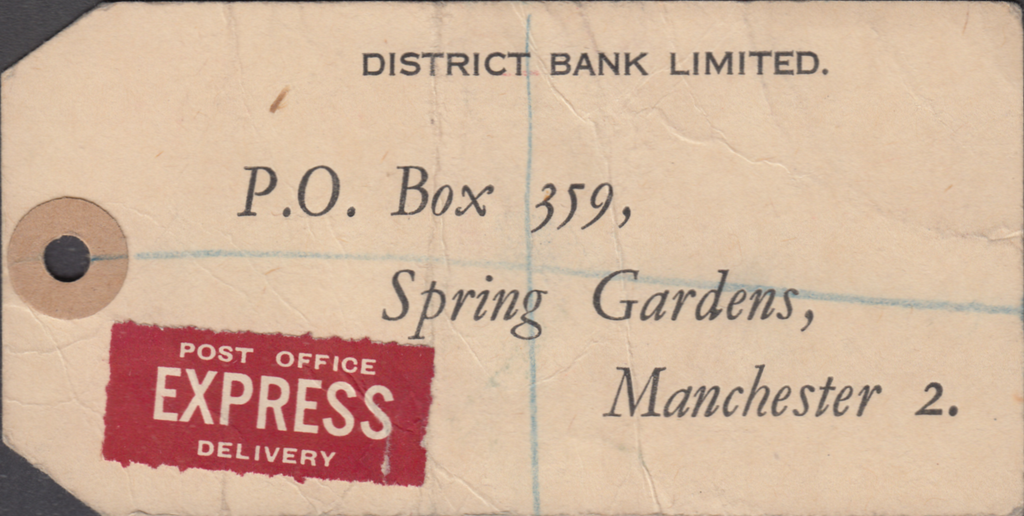 DISTRICT BANK LIMITED.
P.O. Box 359,
Spring Gardens,
Manchester 2.
POST OFFICE
EXPRESS
DELIVERY